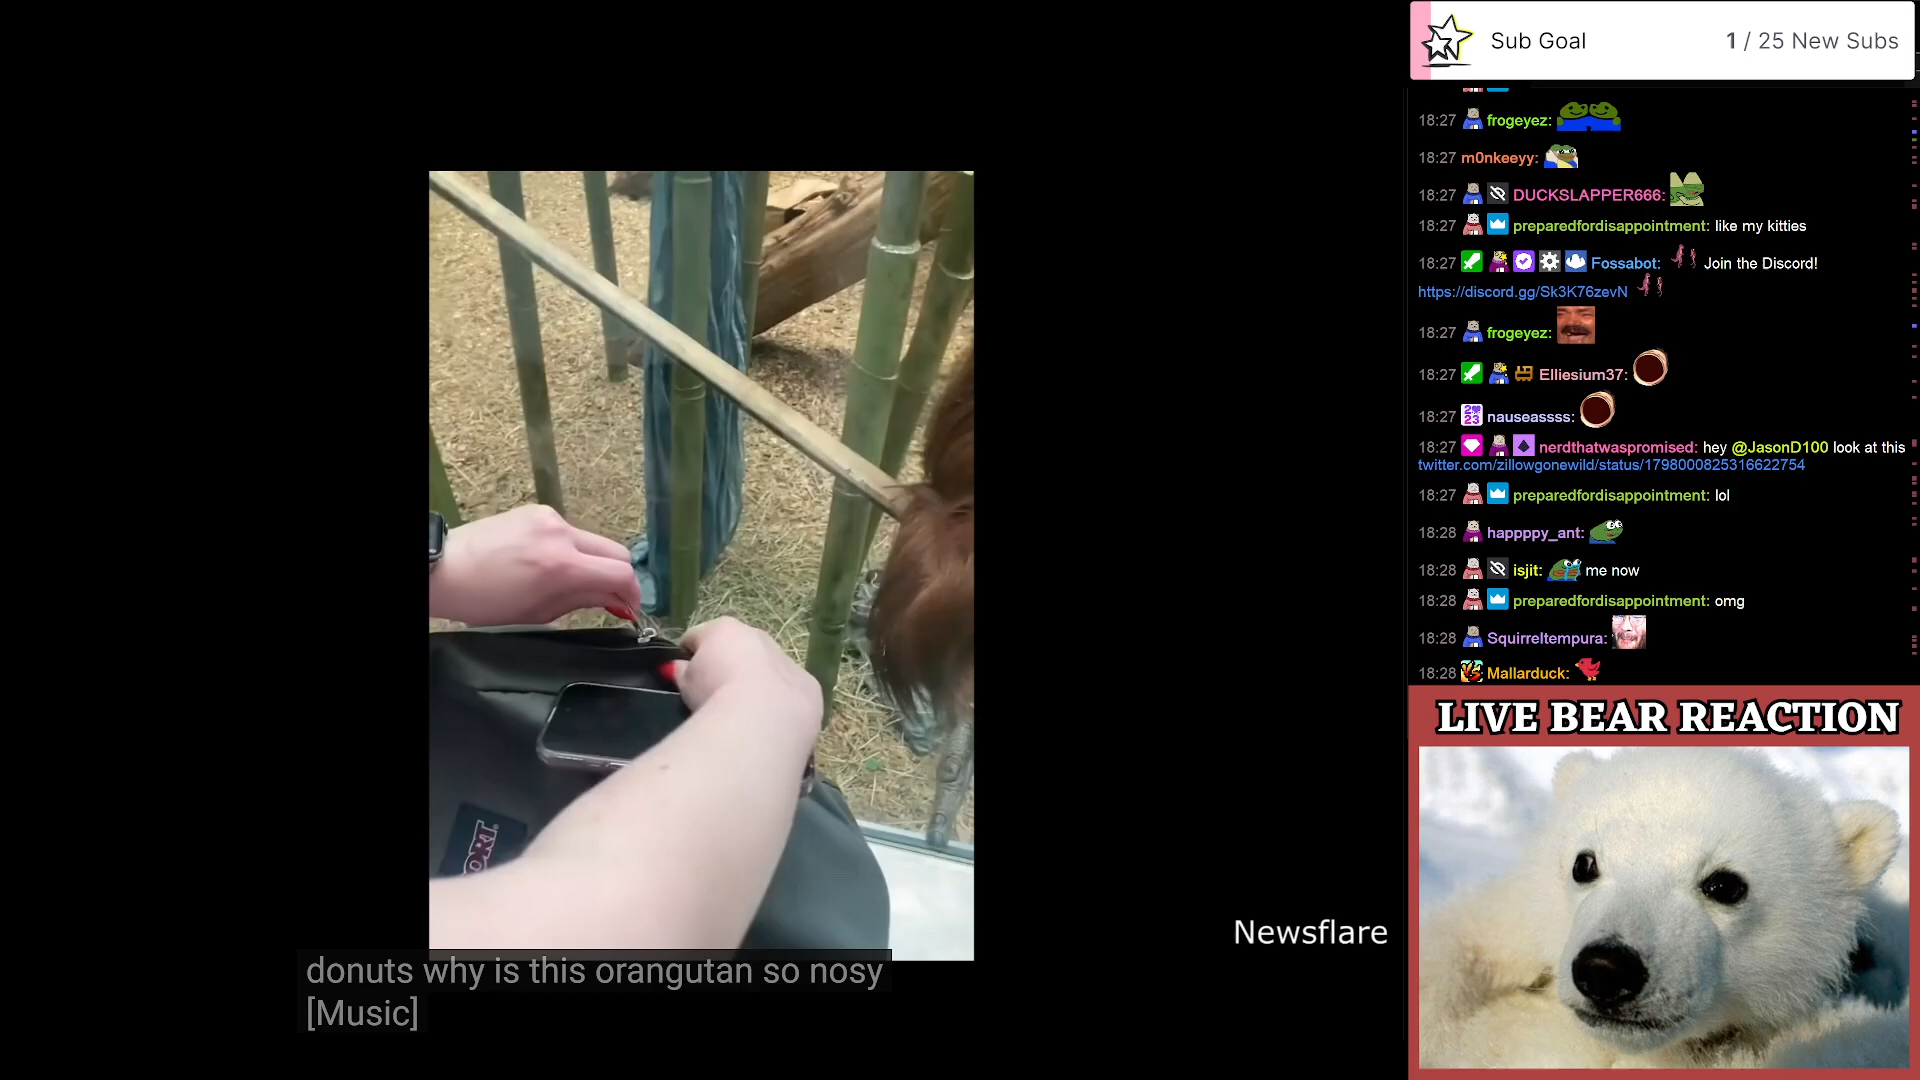 Sub Goal 1 / 25 New Subs
18:27 frogeyez:
18:27 m0nkeeyy:
18:27 DUCKSLAPPER666:
18:27 preparedfordisappointment: like my kitties
18:27 Fossabot: Join the Discord!
https://discord.gg/Sk3K76zevN
18:27 frogeyez:
18:27 Elliesium37:
18:27 nauseassss:
18:27 nerdthatwaspromised: hey @JasonD100 look at this
twitter.com/zillowgonewild/status/1798000825316622754
18:27 preparedfordisappointment: lol
18:28 happppy_ant:
18:28 isjit: me now
18:28 preparedfordisappointment: omg
18:28 Squirreltempura:
18:28 Mallarduck:
LIVE BEAR REACTION
Newsflare
donuts why is this orangutan so nosy
[Music]